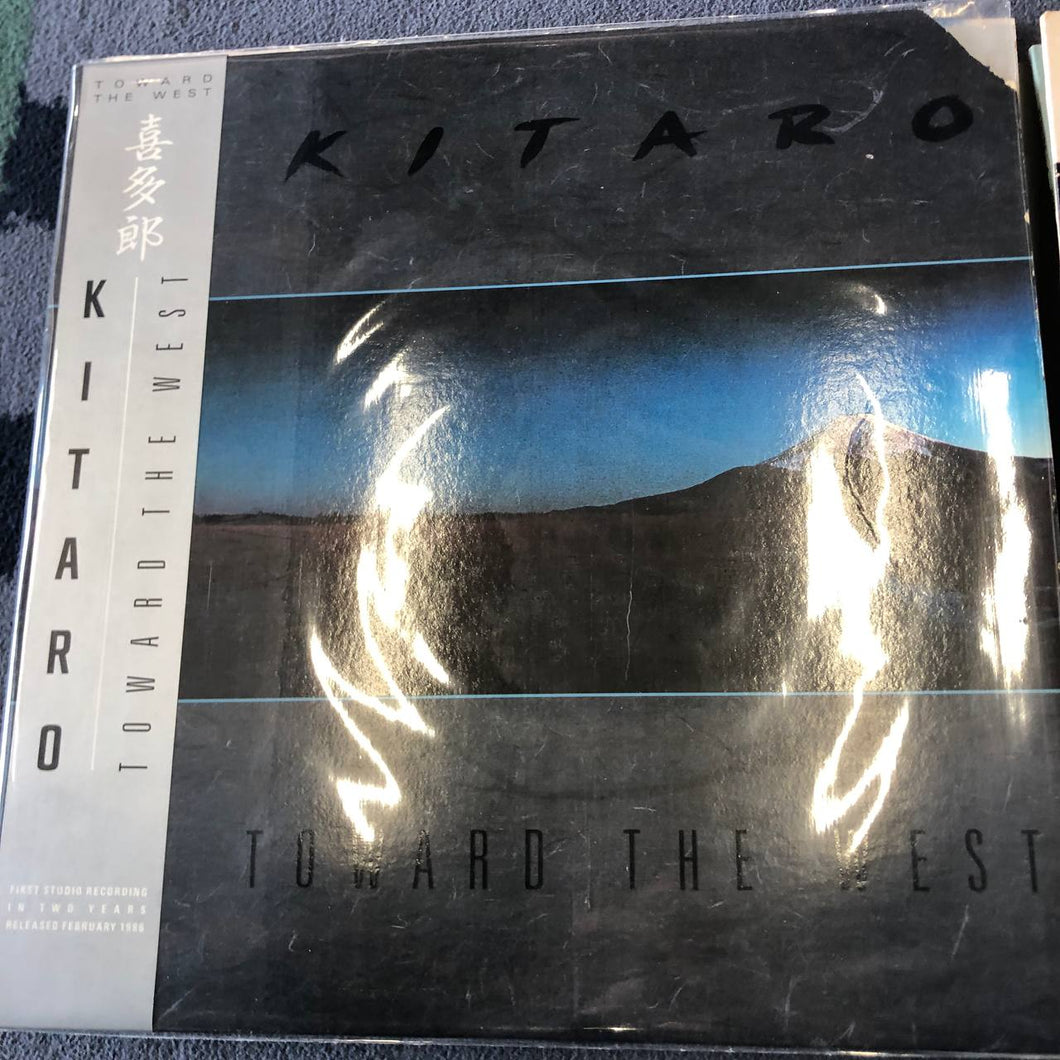 TOWARD
THE WEST
喜多郎
KITARO
TOWARD THE WEST
FIRST STUDIO RECORDING
IN TWO YEARS
RELEASED FEBRUARY 1986
KITARO
TOWARD THE WEST